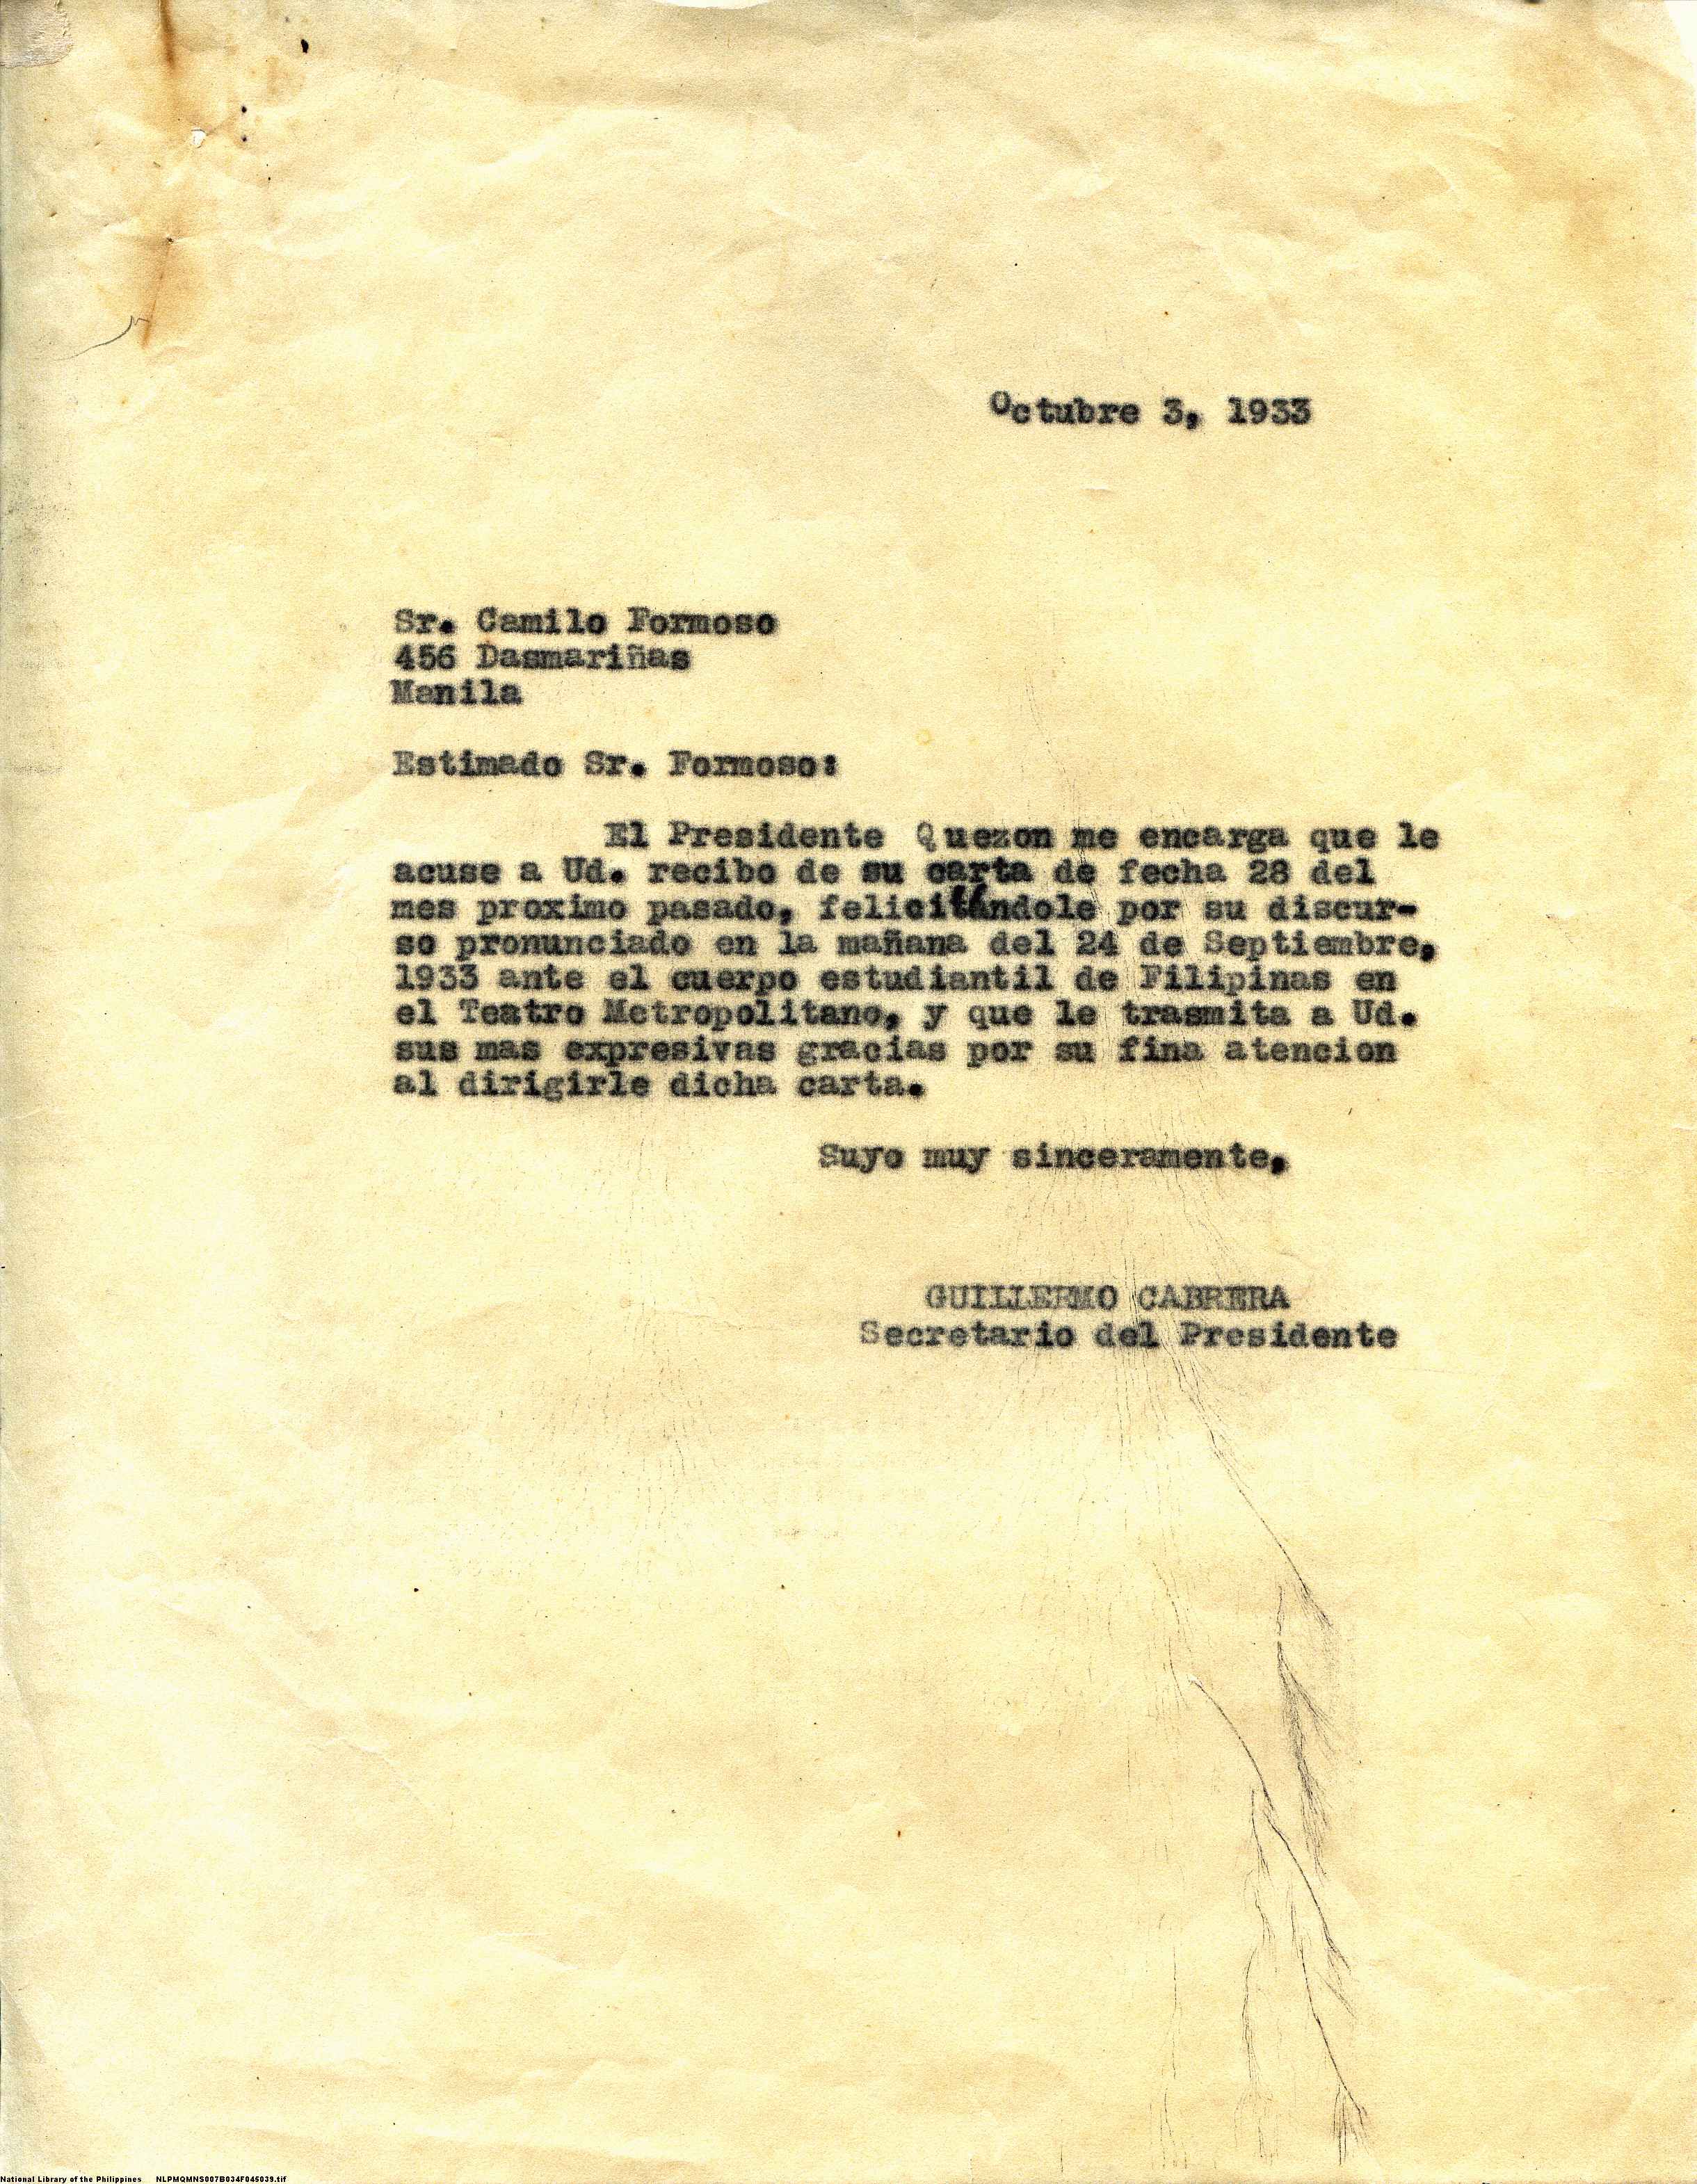 Octubre 3, 1933
Sr. Camilo Formoso
456 Dasmariñas
Manila
Estimado Sr. Formoso:
El Presidente Quezon me encarga que le
acuse a Ud. recibo de su carta de fecha 28 del
mes proximo pasado, felicitándole por su discur-
so pronunciado en la mañana del 24 de Septiembre,
1933 ante el cuerpo estudiantil de Filipinas en
el Teatro Metropolitano, y que le trasmita a Ud.
sus mas expresivas gracias por su fina atencion
al dirigirle dicha carta.
Suyo muy sinceramente,
GUILLERMO CABRERA
Secretario del Presidente
National Library of the Philippines NLPMQMNS007B034F045039.tif